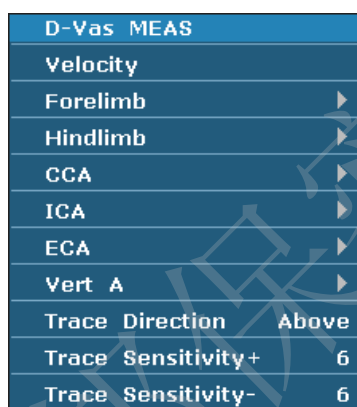 D-Vas MEAS
Velocity
Forelimb
Hindlimb
CCA
ICA
ECA
Vert A
Trace Direction Above
Trace Sensitivity+ 6
Trace Sensitivity- 6